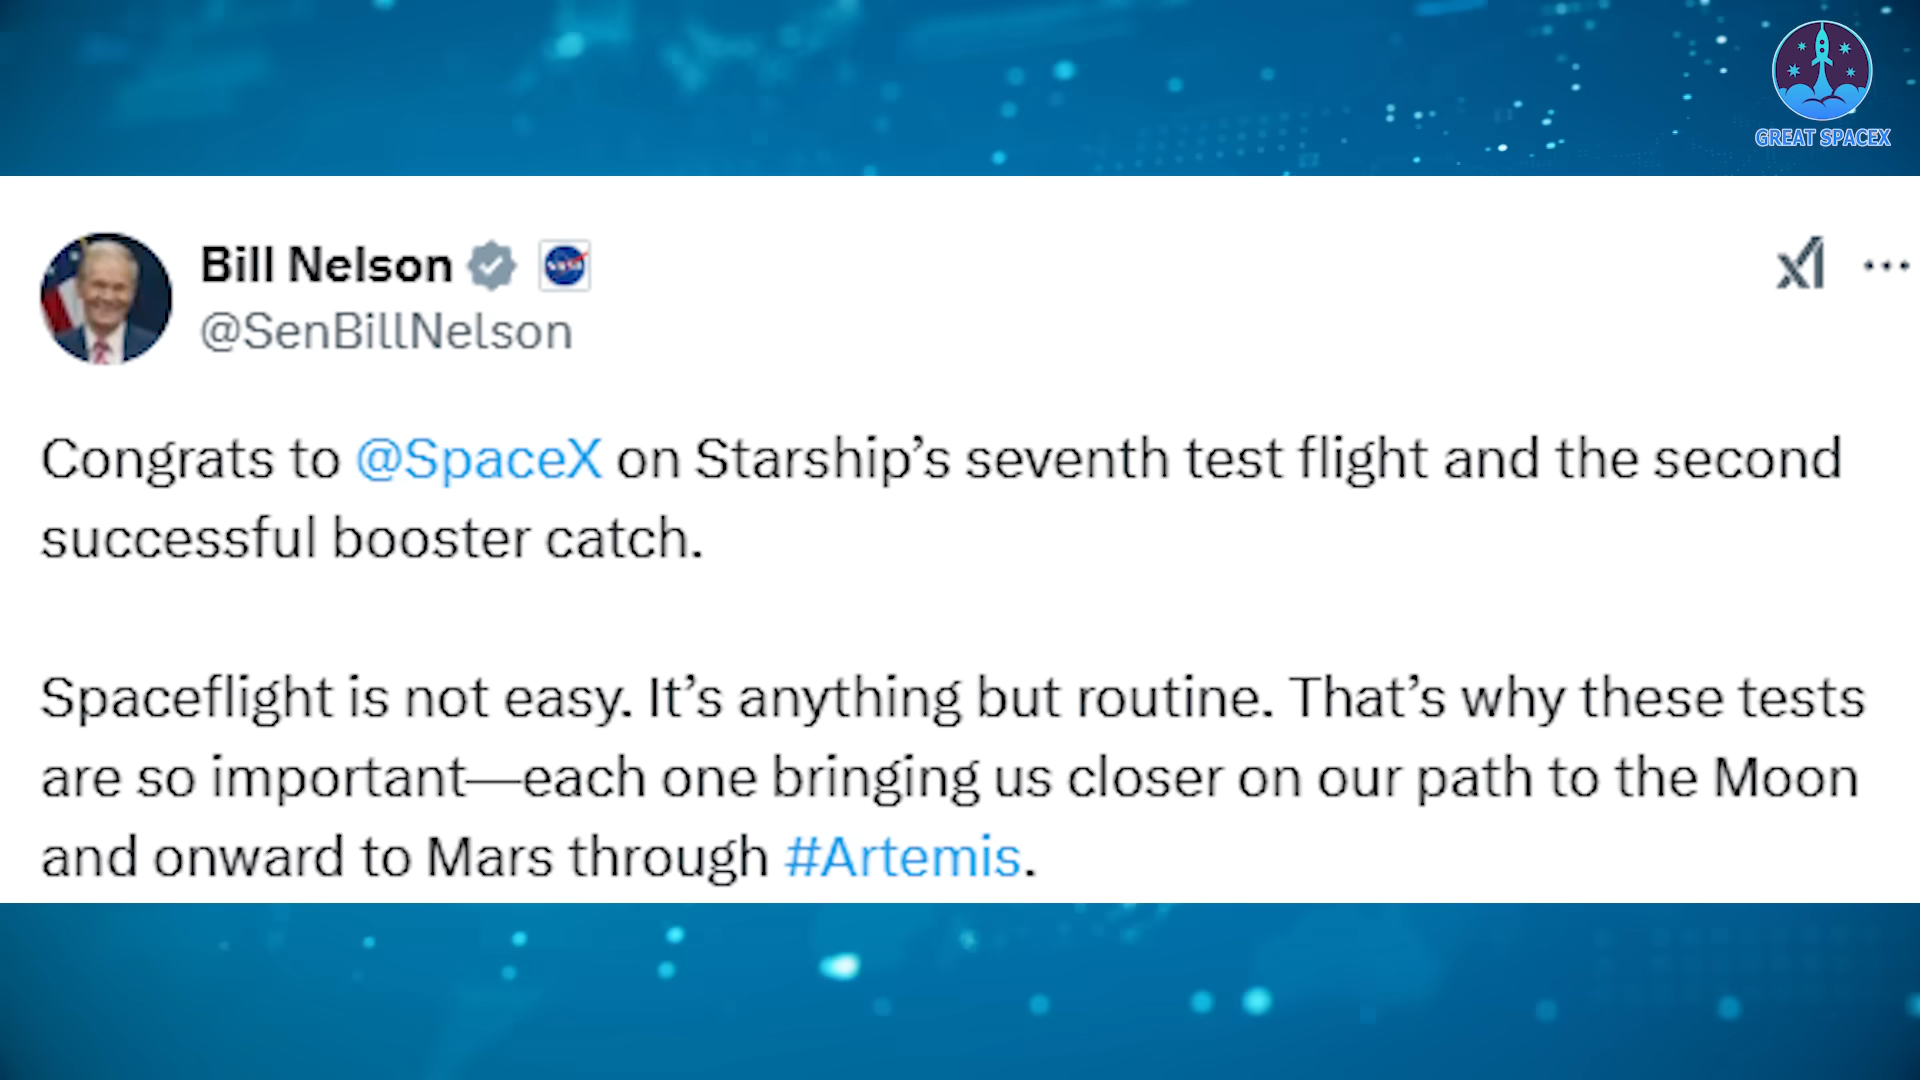 GREAT SPACEX
Bill Nelson
NASA
@SenBillNelson
Congrats to @SpaceX on Starship’s seventh test flight and the second
successful booster catch.
Spaceflight is not easy. It’s anything but routine. That’s why these tests
are so important—each one bringing us closer on our path to the Moon
and onward to Mars through #Artemis.